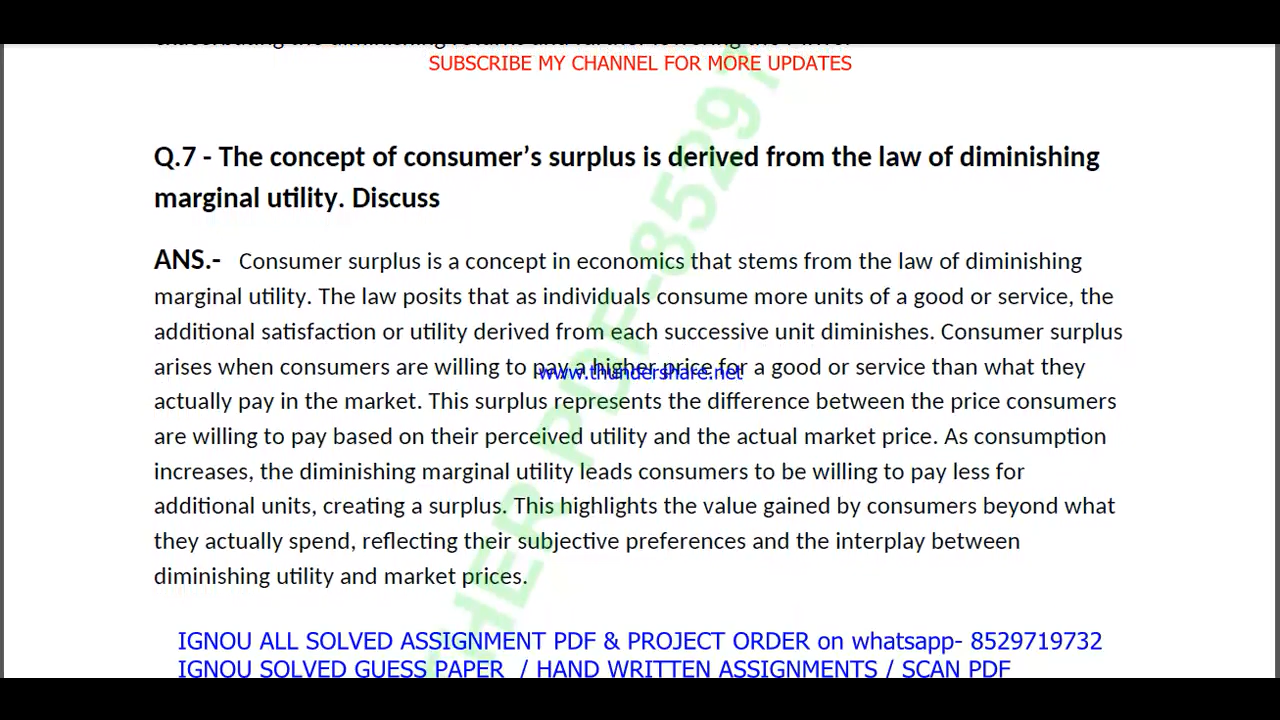 SUBSCRIBE MY CHANNEL FOR MORE UPDATES
Q.7 - The concept of consumer’s surplus is derived from the law of diminishing
marginal utility. Discuss
ANS.- Consumer surplus is a concept in economics that stems from the law of diminishing
marginal utility. The law posits that as individuals consume more units of a good or service, the
additional satisfaction or utility derived from each successive unit diminishes. Consumer surplus
arises when consumers are willing to pay a higher price for a good or service than what they
www.thundershare.net
actually pay in the market. This surplus represents the difference between the price consumers
are willing to pay based on their perceived utility and the actual market price. As consumption
increases, the diminishing marginal utility leads consumers to be willing to pay less for
additional units, creating a surplus. This highlights the value gained by consumers beyond what
they actually spend, reflecting their subjective preferences and the interplay between
diminishing utility and market prices.
IGNOU ALL SOLVED ASSIGNMENT PDF & PROJECT ORDER on whatsapp- 8529719732
IGNOU SOLVED GUESS PAPER / HAND WRITTEN ASSIGNMENTS / SCAN PDF